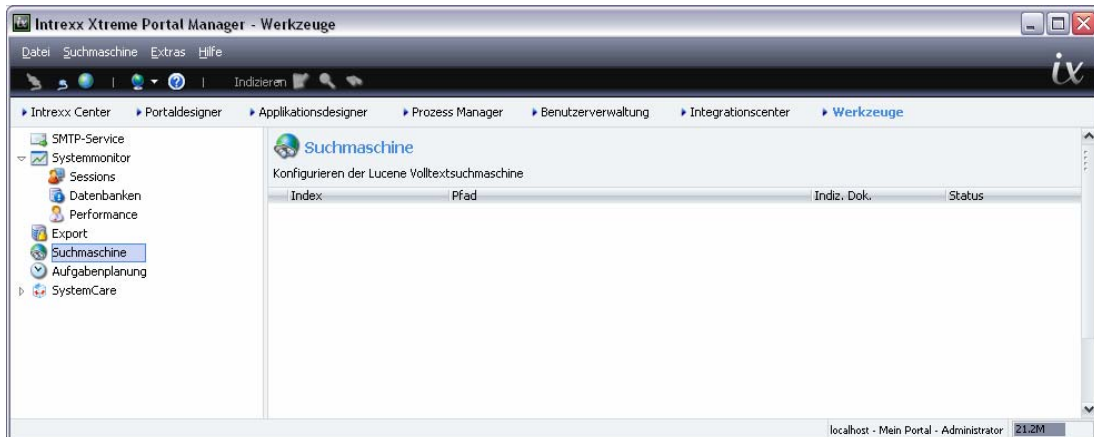 Intrexx Xtreme Portal Manager - Werkzeuge
Datei Suchmaschine Extras Hilfe
Indizieren
ix
Intrexx Center Portaldesigner Applikationsdesigner Prozess Manager Benutzerverwaltung Integrationscenter Werkzeuge
SMTP-Service
Systemmonitor
Sessions
Datenbanken
Performance
Export
Suchmaschine
Aufgabenplanung
SystemCare
Suchmaschine
Konfigurieren der Lucene Volltextsuchmaschine
Index Pfad Indiz. Dok. Status
localhost - Mein Portal - Administrator 21.2M